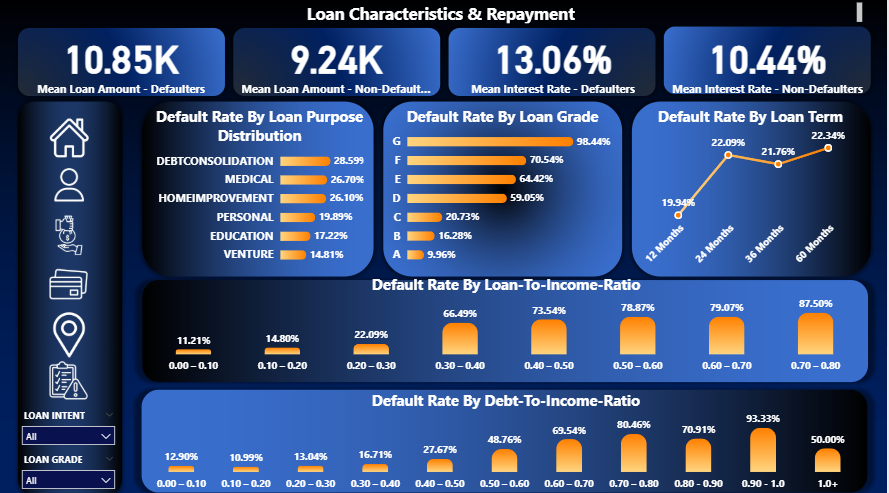 Loan Characteristics & Repayment
10.85K
Mean Loan Amount - Defaulters
9.24K
Mean Loan Amount - Non-Default...
13.06%
Mean Interest Rate - Defaulters
10.44%
Mean Interest Rate - Non-Defaulters
Default Rate By Loan Purpose
Distribution
DEBTCONSOLIDATION 28.599
MEDICAL 26.70%
HOMEIMPROVEMENT 26.10%
PERSONAL 19.89%
EDUCATION 17.22%
VENTURE 14.81%
Default Rate By Loan Grade
G 98.44%
F 70.54%
E 64.42%
D 59.05%
C 20.73%
B 16.28%
A 9.96%
Default Rate By Loan Term
19.94% 22.09% 21.76% 22.34%
12 Months 24 Months 36 Months 60 Months
Default Rate By Loan-To-Income-Ratio
11.21% 14.80% 22.09% 66.49% 73.54% 78.87% 79.07% 87.50%
0.00 – 0.10 0.10 – 0.20 0.20 – 0.30 0.30 – 0.40 0.40 – 0.50 0.50 – 0.60 0.60 – 0.70 0.70 – 0.80
Default Rate By Debt-To-Income-Ratio
12.90% 10.99% 13.04% 16.71% 27.67% 48.76% 69.54% 80.46% 70.91% 93.33% 50.00%
0.00 – 0.10 0.10 – 0.20 0.20 – 0.30 0.30 – 0.40 0.40 – 0.50 0.50 – 0.60 0.60 – 0.70 0.70 – 0.80 0.80 - 0.90 0.90 - 1.0 1.0+
LOAN INTENT
All
LOAN GRADE
All